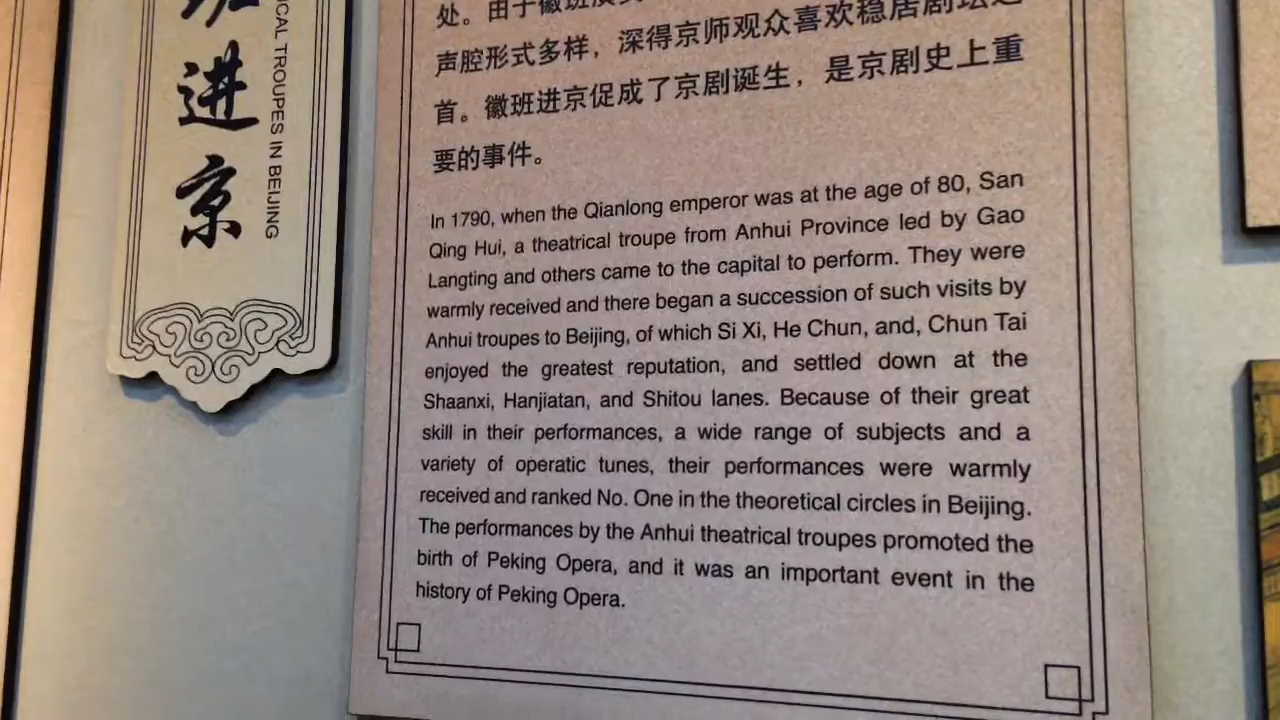 班进京
ICAL TROUPES IN BEIJING
处。由于徽班演
声腔形式多样，深得京师观众喜欢稳居剧坛之
首。徽班进京促成了京剧诞生，是京剧史上重
要的事件。
In 1790, when the Qianlong emperor was at the age of 80, San
Qing Hui, a theatrical troupe from Anhui Province led by Gao
Langting and others came to the capital to perform. They were
warmly received and there began a succession of such visits by
Anhui troupes to Beijing, of which Si Xi, He Chun, and, Chun Tai
enjoyed the greatest reputation, and settled down at the
Shaanxi, Hanjiatan, and Shitou lanes. Because of their great
skill in their performances, a wide range of subjects and a
variety of operatic tunes, their performances were warmly
received and ranked No. One in the theoretical circles in Beijing.
The performances by the Anhui theatrical troupes promoted the
birth of Peking Opera, and it was an important event in the
history of Peking Opera.